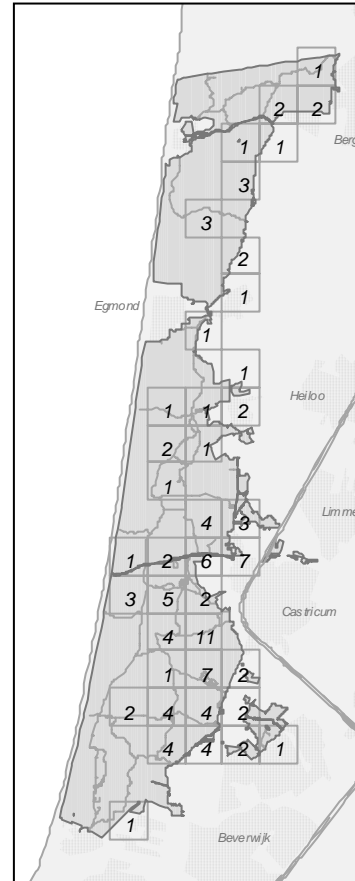 1
2 2
Berg
1 1
3
3
2
Egmond 1
1
1
Heiloo
1 1 2
2 1
1
Limme
4 3
1 2 6 7
3 5 2
Castricum
4 11
1 7 2
2 4 4 2
4 4 2 1
1
Beverwijk